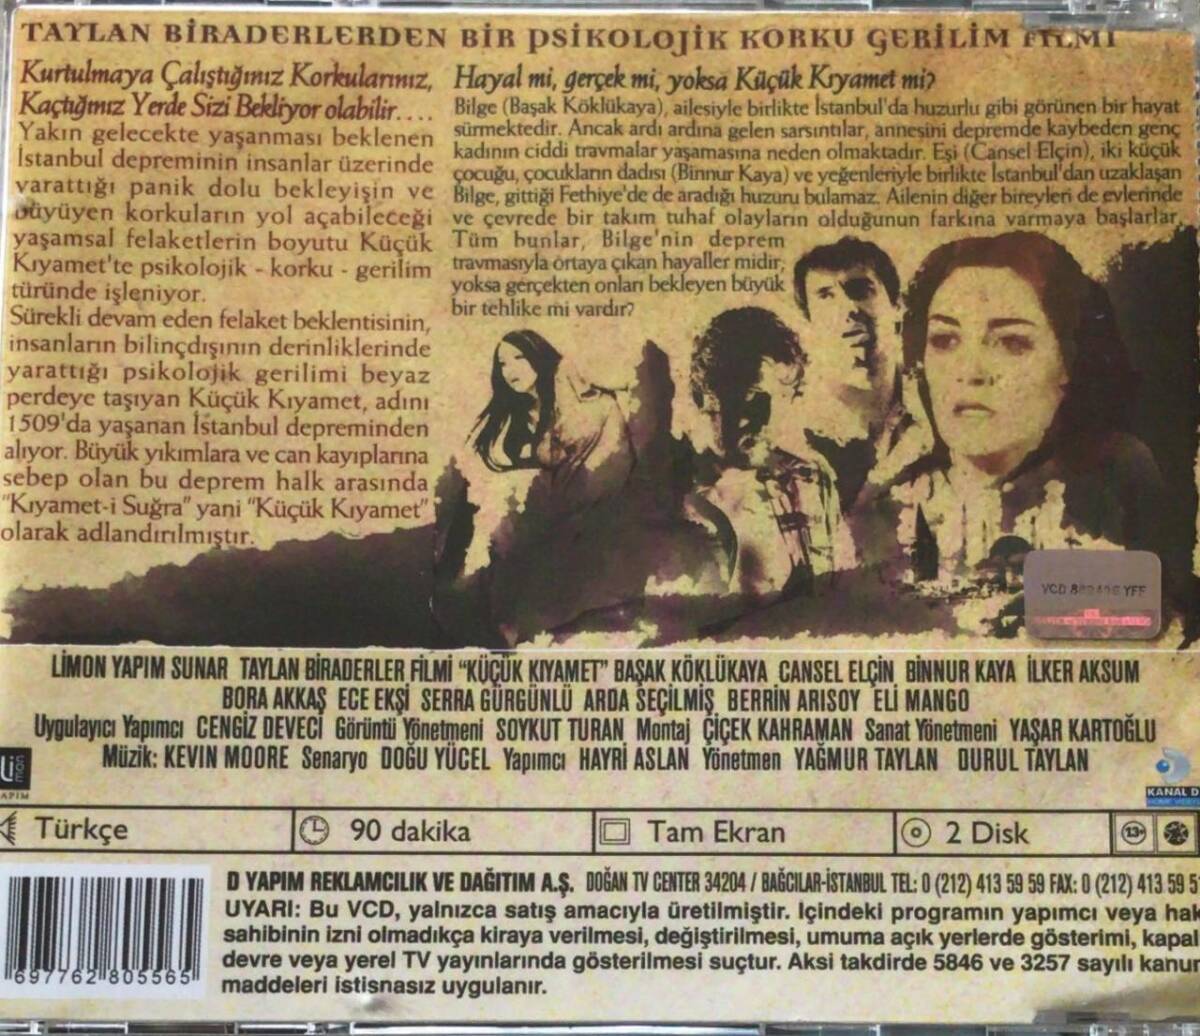 TAYLAN BİRADERLERDEN BİR PSİKOLOJİK KORKU GERİLİM FİLMİ
Kurtulmaya Çalıştığınız Korkularınız,
Kaçtığınız Yerde Sizi Bekliyor olabilir....
Yakın gelecekte yaşanması beklenen
İstanbul depreminin insanlar üzerinde
varattığı panik dolu bekleyişin ve
büyüyen korkuların yol açabileceği
yaşamsal felaketlerin boyutu Küçük
Kıyamet'te psikolojik - korku - gerilim
türünde işleniyor.
Sürekli devam eden felaket beklentisinin,
insanların bilinçdışının derinliklerinde
yarattığı psikolojik gerilimi beyaz
perdeye taşıyan Küçük Kıyamet, adını
1509'da yaşanan İstanbul depreminden
alıyor. Büyük yıkımlara ve can kayıplarına
sebep olan bu deprem halk arasında
"Kıyamet-i Suğra" yani "Küçük Kıyamet"
olarak adlandırılmıştır.
Hayal mi, gerçek mi, yoksa Küçük Kıyamet mi?
Bilge (Başak Köklükaya), ailesiyle birlikte İstanbul'da huzurlu gibi görünen bir hayat
sürmektedir. Ancak ardı ardına gelen sarsıntılar, annesini depremde kaybeden genç
kadının ciddi travmalar yaşamasına neden olmaktadır. Eşi (Cansel Elçin), iki küçük
çocuğu, çocukların dadısı (Binnur Kaya) ve yeğenleriyle birlikte İstanbul'dan uzaklaşan
Bilge, gittiği Fethiye'de de aradığı huzuru bulamaz. Ailenin diğer bireyleri de evlerinde
ve çevrede bir takım tuhaf olayların olduğunun farkına varmaya başlarlar.
Tüm bunlar, Bilge'nin deprem
travmasıyla ortaya çıkan hayaller midir,
yoksa gerçekten onları bekleyen büyük
bir tehlike mi vardır?
VCD YFF
LİMON YAPIM SUNAR TAYLAN BİRADERLER FİLMİ "KÜÇÜK KIYAMET" BAŞAK KÖKLÜKAYA CANSEL ELÇİN BİNNUR KAYA İLKER AKSUM
BORA AKKAŞ ECE EKŞİ SERRA GÜRGÜNLÜ ARDA SEÇİLMİŞ BERRİN ARISOY ELI MANGO
Uygulayıcı Yapımcı CENGİZ DEVECİ Görüntü Yönetmeni SOYKUT TURAN Montaj ÇİÇEK KAHRAMAN Sanat Yönetmeni YAŞAR KARTOĞLU
Müzik: KEVIN MOORE Senaryo DOĞU YÜCEL Yapımcı HAYRİ ASLAN Yönetmen YAĞMUR TAYLAN DURUL TAYLAN
Limon
APIM
KANAL D
HOME VIDEO
Türkçe 90 dakika Tam Ekran 2 Disk 13+
D YAPIM REKLAMCILIK VE DAĞITIM A.Ş. DOĞAN TV CENTER 34204 / BAĞCILAR-İSTANBUL TEL: 0 (212) 413 59 59 FAX: 0 (212) 413 59 5
UYARI: Bu VCD, yalnızca satış amacıyla üretilmiştir. Içindeki programın yapımcı veya hak
sahibinin izni olmadıkça kiraya verilmesi, değiştirilmesi, umuma açık yerlerde gösterimi, kapal
devre veya yerel TV yayınlarında gösterilmesi suçtur. Aksi takdirde 5846 ve 3257 sayılı kanun
maddeleri istisnasız uygulanır.
697762 805565